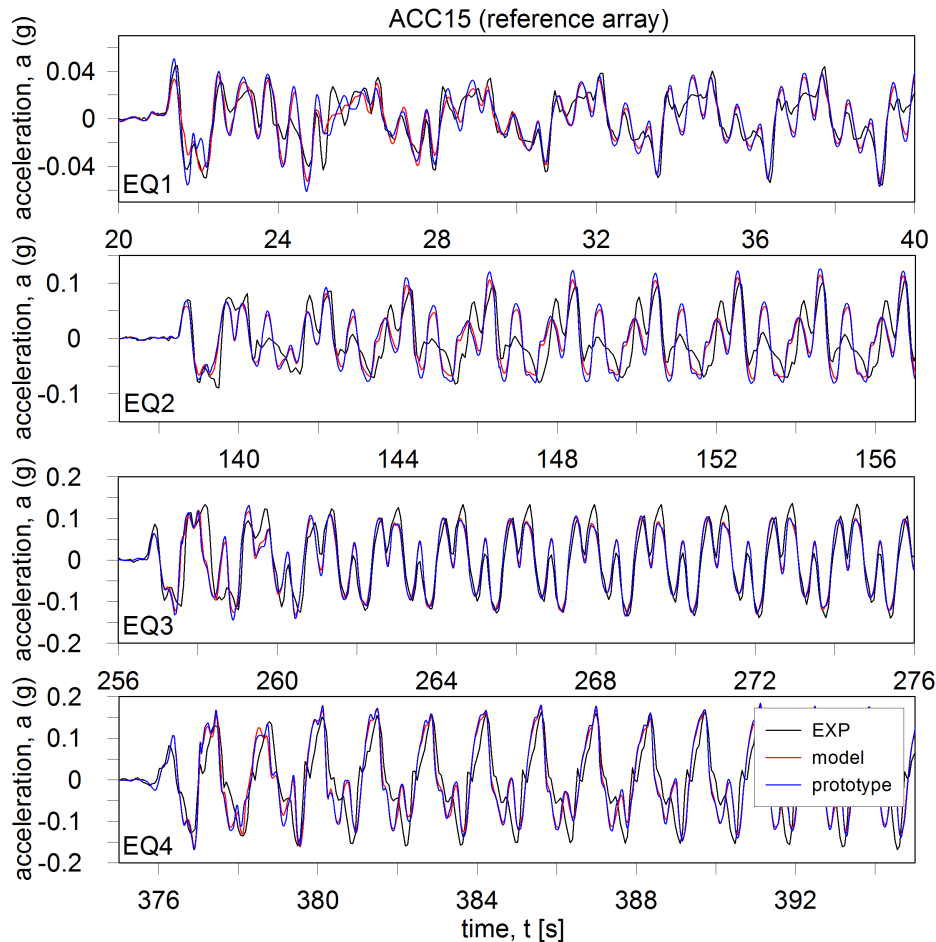 ACC15 (reference array)
acceleration, a (g)
0.04
0
-0.04
EQ1
20 24 28 32 36 40
acceleration, a (g)
0.1
0
-0.1
EQ2
140 144 148 152 156
acceleration, a (g)
0.2
0.1
0
-0.1
-0.2
EQ3
256 260 264 268 272 276
acceleration, a (g)
0.2
0.1
0
-0.1
-0.2
EQ4
EXP
model
prototype
376 380 384 388 392
time, t [s]